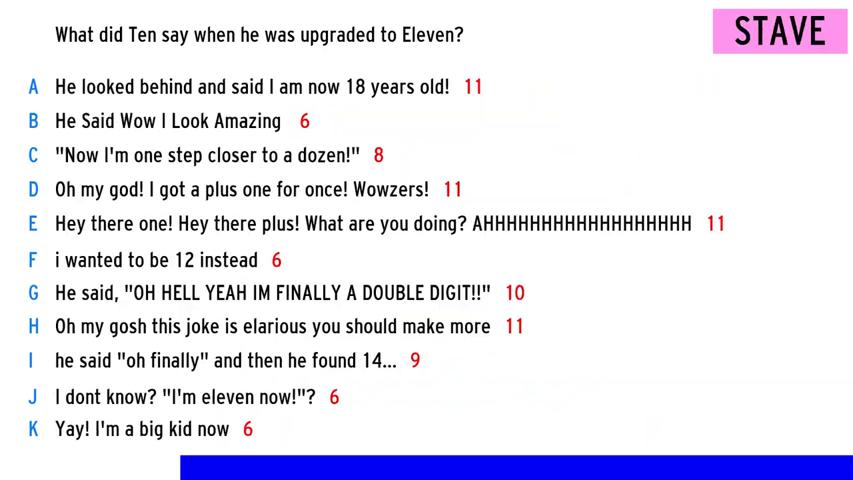 What did Ten say when he was upgraded to Eleven?
STAVE
A He looked behind and said I am now 18 years old! 11
B He Said Wow I Look Amazing 6
C "Now I'm one step closer to a dozen!" 8
D Oh my god! I got a plus one for once! Wowzers! 11
E Hey there one! Hey there plus! What are you doing? AHHHHHHHHHHHHHHHHHHH 11
F i wanted to be 12 instead 6
G He said, "OH HELL YEAH IM FINALLY A DOUBLE DIGIT!!" 10
H Oh my gosh this joke is elarious you should make more 11
I he said "oh finally" and then he found 14... 9
J I dont know? "I'm eleven now!"? 6
K Yay! I'm a big kid now 6